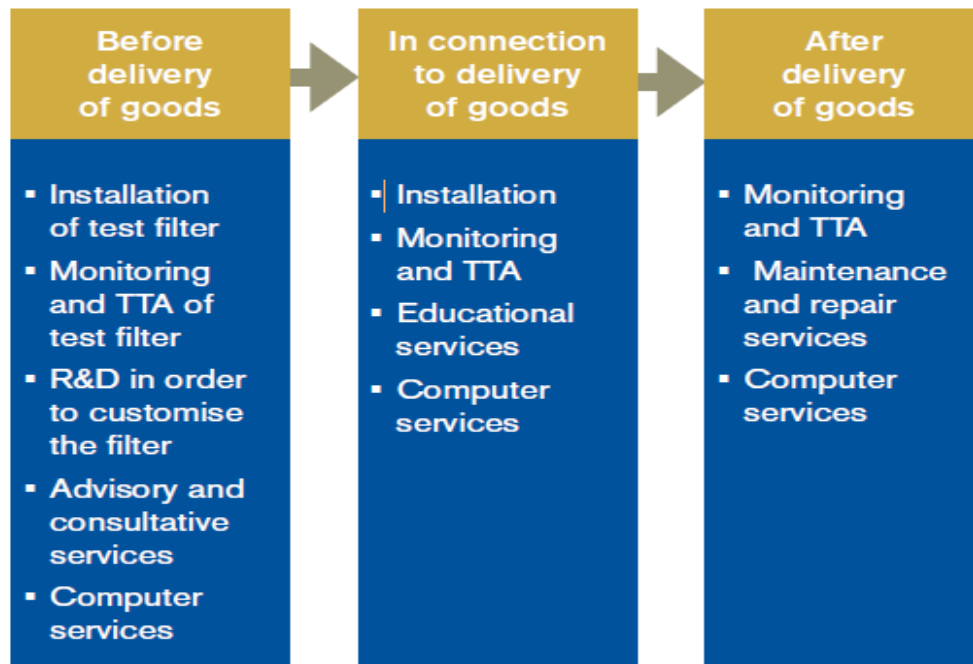 Before
delivery
of goods
▪ Installation
of test filter
▪ Monitoring
and TTA of
test filter
▪ R&D in order
to customise
the filter
▪ Advisory and
consultative
services
▪ Computer
services
In connection
to delivery
of goods
▪ Installation
▪ Monitoring
and TTA
▪ Educational
services
▪ Computer
services
After
delivery
of goods
▪ Monitoring
and TTA
▪ Maintenance
and repair
services
▪ Computer
services